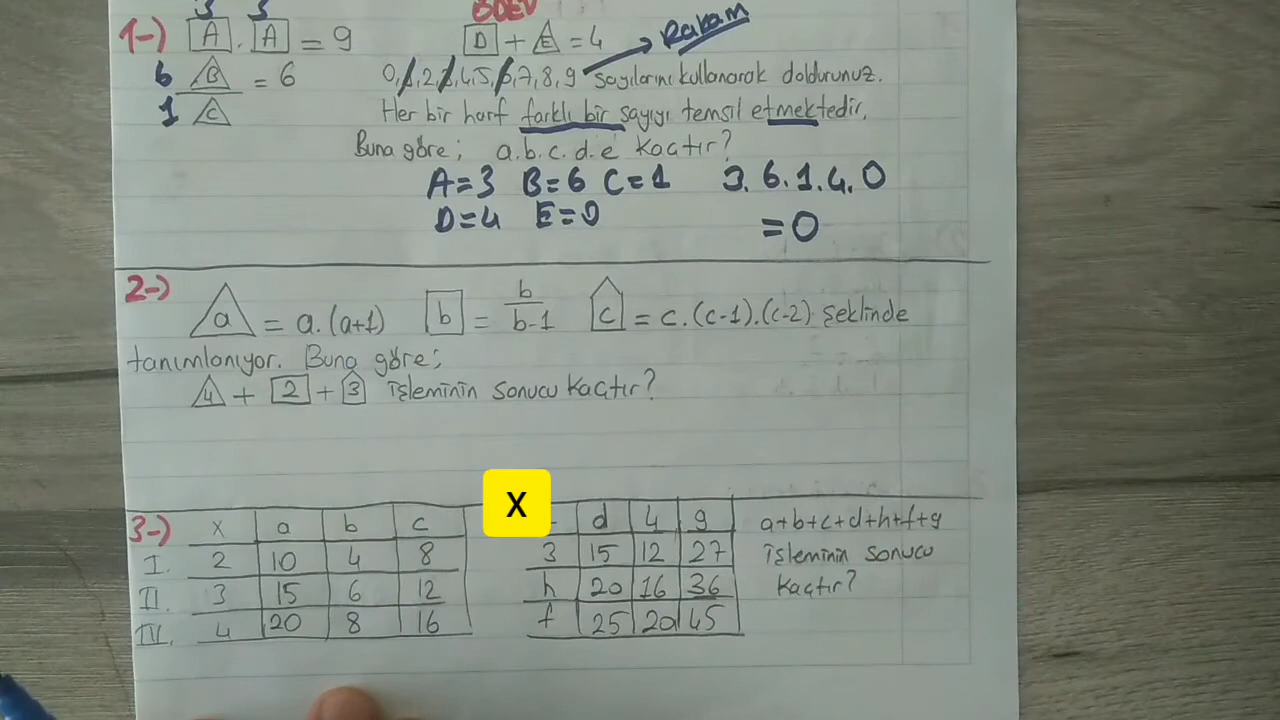 3 3 ÖDEV
1-) A . A = 9 D + E = 4 Rakam
6 B = 6 0,1,2,3,4,5,6,7,8,9 sayılarını kullanarak doldurunuz.
1 C Her bir harf farklı bir sayıyı temsil etmektedir.
Buna göre; a.b.c.d.e kaçtır?
A=3 B=6 C=1 3.6.1.4.0
D=4 E=0 =0
2-) a = a.(a+1) b = b/b-1 c = c.(c-1).(c-2) şeklinde
tanımlanıyor. Buna göre;
4 + 2 + 3 işleminin sonucu kaçtır?
3-) x a b c X d 4 g a+b+c+d+h+f+g
I. 2 10 4 8 3 15 12 27 işleminin sonucu
II. 3 15 6 12 h 20 16 36 kaçtır?
IV. 4 20 8 16 f 25 20 45